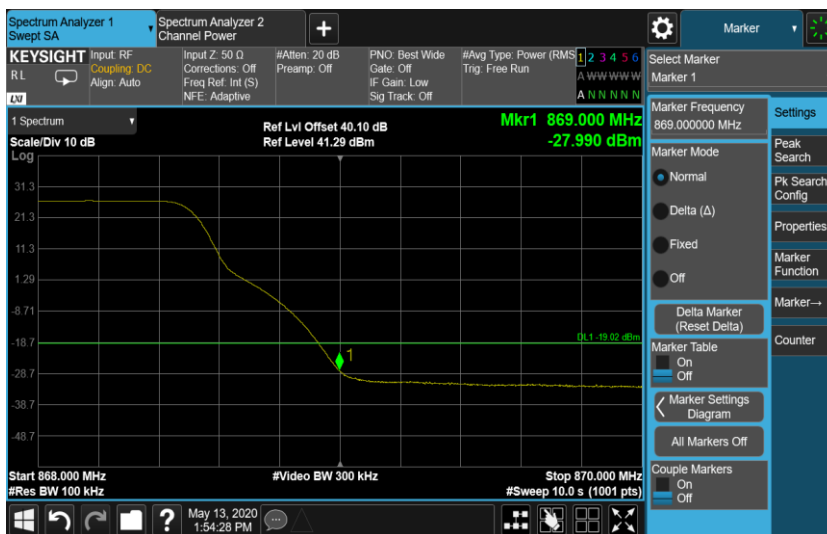 Spectrum Analyzer 1
Swept SA
Spectrum Analyzer 2
Channel Power
Marker
KEYSIGHT
R L
LXI
Input: RF
Coupling: DC
Align: Auto
Input Z: 50 Ω
Corrections: Off
Freq Ref: Int (S)
NFE: Adaptive
#Atten: 20 dB
Preamp: Off
PNO: Best Wide
Gate: Off
IF Gain: Low
Sig Track: Off
#Avg Type: Power (RMS
Trig: Free Run
1 2 3 4 5 6
A W W W W W
A N N N N N
Select Marker
Marker 1
1 Spectrum
Scale/Div 10 dB
Log
Ref Lvl Offset 40.10 dB
Ref Level 41.29 dBm
Mkr1 869.000 MHz
-27.990 dBm
31.3
21.3
11.3
1.29
-8.71
-18.7
-28.7
-38.7
-48.7
DL1 -19.02 dBm
1
Start 868.000 MHz
#Res BW 100 kHz
#Video BW 300 kHz
Stop 870.000 MHz
#Sweep 10.0 s (1001 pts)
Marker Frequency
869.000000 MHz
Marker Mode
Normal
Delta (Δ)
Fixed
Off
Delta Marker
(Reset Delta)
Marker Table
On
Off
Marker Settings
Diagram
All Markers Off
Couple Markers
On
Off
Settings
Peak
Search
Pk Search
Config
Properties
Marker
Function
Marker→
Counter
?
May 13, 2020
1:54:28 PM